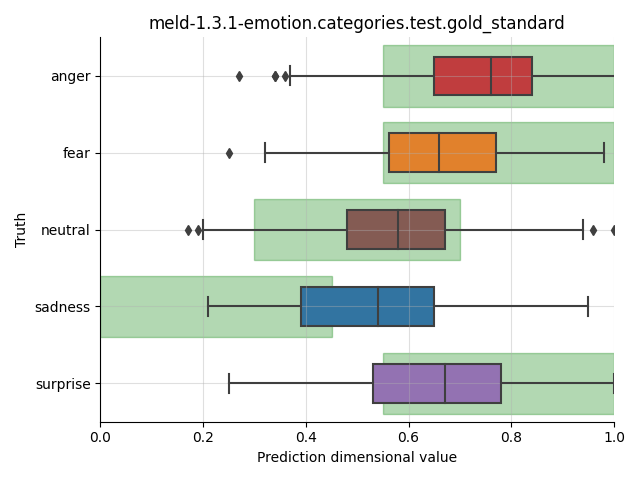 meld-1.3.1-emotion.categories.test.gold_standard
anger
fear
neutral
sadness
surprise
Truth
0.0 0.2 0.4 0.6 0.8 1.0
Prediction dimensional value